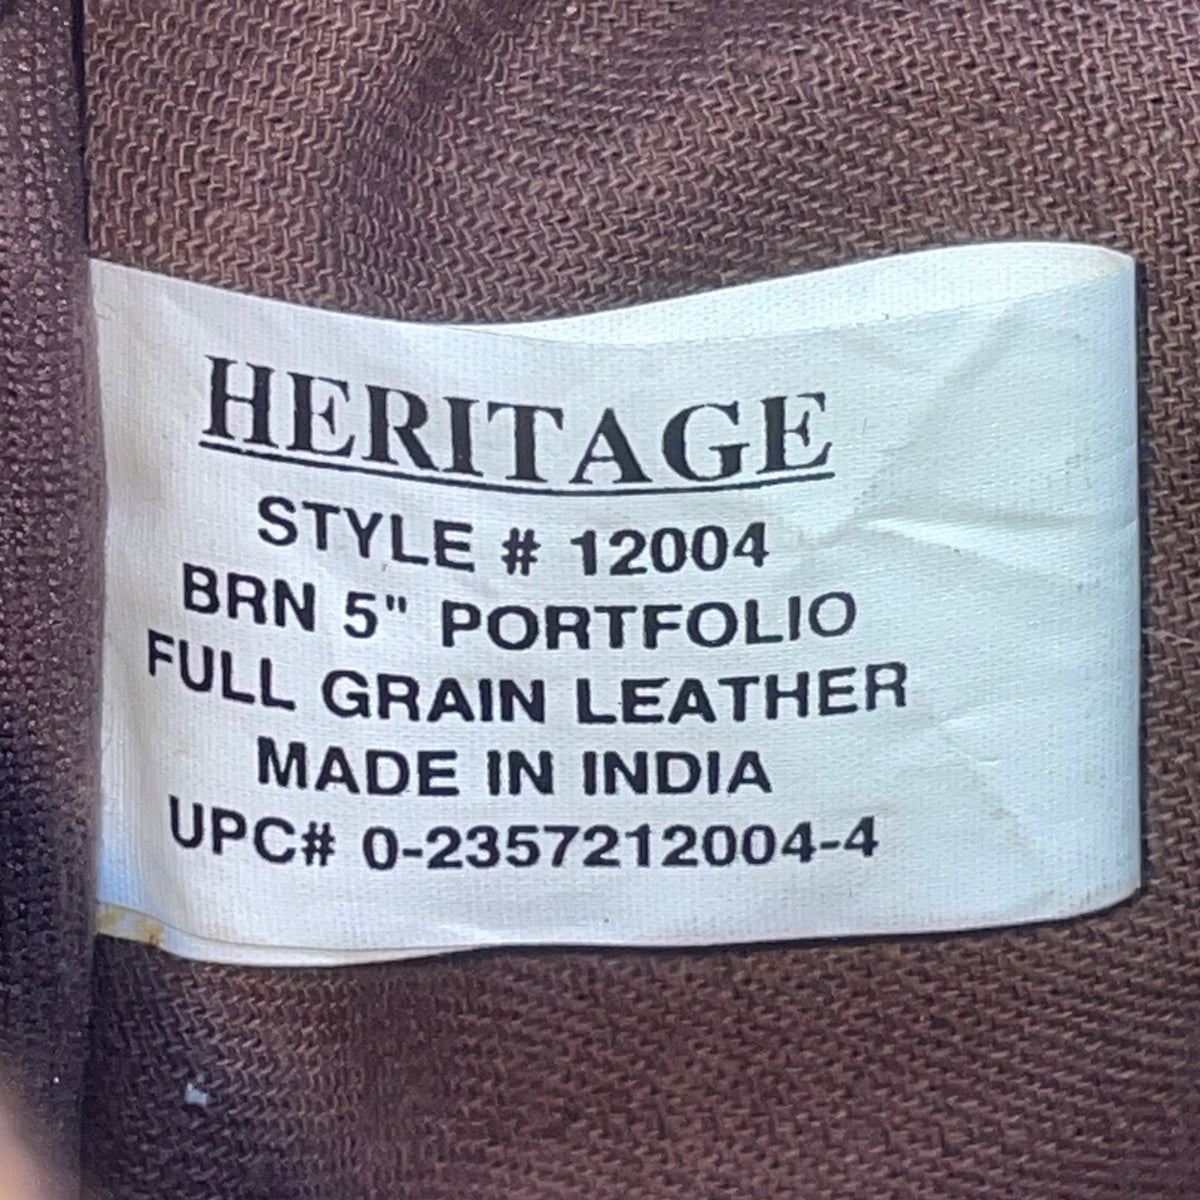 HERITAGE
STYLE # 12004
BRN 5" PORTFOLIO
FULL GRAIN LEATHER
MADE IN INDIA
UPC# 0-2357212004-4